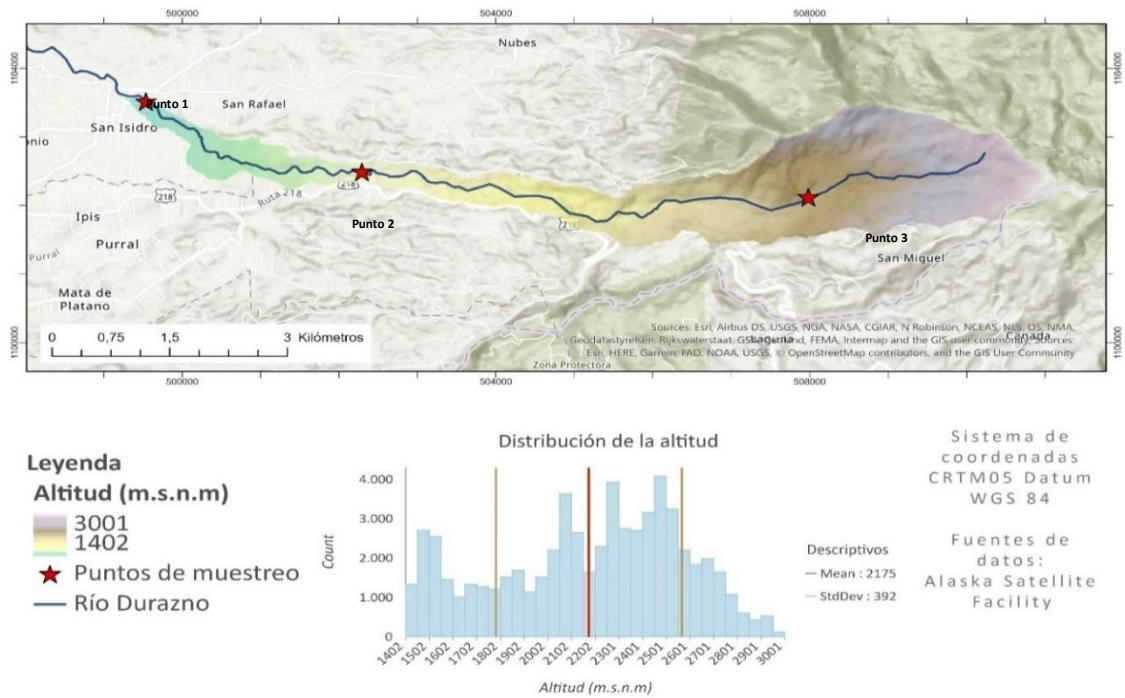 500000
504000
508000
1104000
1104000
Nubes
Punto 1
San Rafael
San Isidro
onio
218
218
Ruta 218
Ipis
Punto 2
Purral
Purral
Punto 3
San Miguel
Mata de
Platano
0 0,75 1,5 3 Kilómetros
Sources: Esri, Airbus DS, USGS, NGA, NASA, CGIAR, N Robinson, NCEAS, NLS, OS, NMA,
Geodatastyrelsen, Rijkswaterstaat, GSA, Geoland, FEMA, Intermap and the GIS user community, Sources:
Esri, HERE, Garmin, FAO, NOAA, USGS, © OpenStreetMap contributors, and the GIS User Community
Laguna
Canada
Zona Protectora
1100000
1100000
500000
504000
508000
Leyenda
Altitud (m.s.n.m)
3001
1402
Puntos de muestreo
Río Durazno
Distribución de la altitud
Count
4.000
3.000
2.000
1.000
0
1402 1502 1602 1702 1802 1902 2002 2102 2202 2301 2401 2501 2601 2701 2801 2901 3001
Altitud (m.s.n.m)
Descriptivos
Mean : 2175
StdDev : 392
Sistema de
coordenadas
CRTM05 Datum
WGS 84
Fuentes de
datos:
Alaska Satellite
Facility